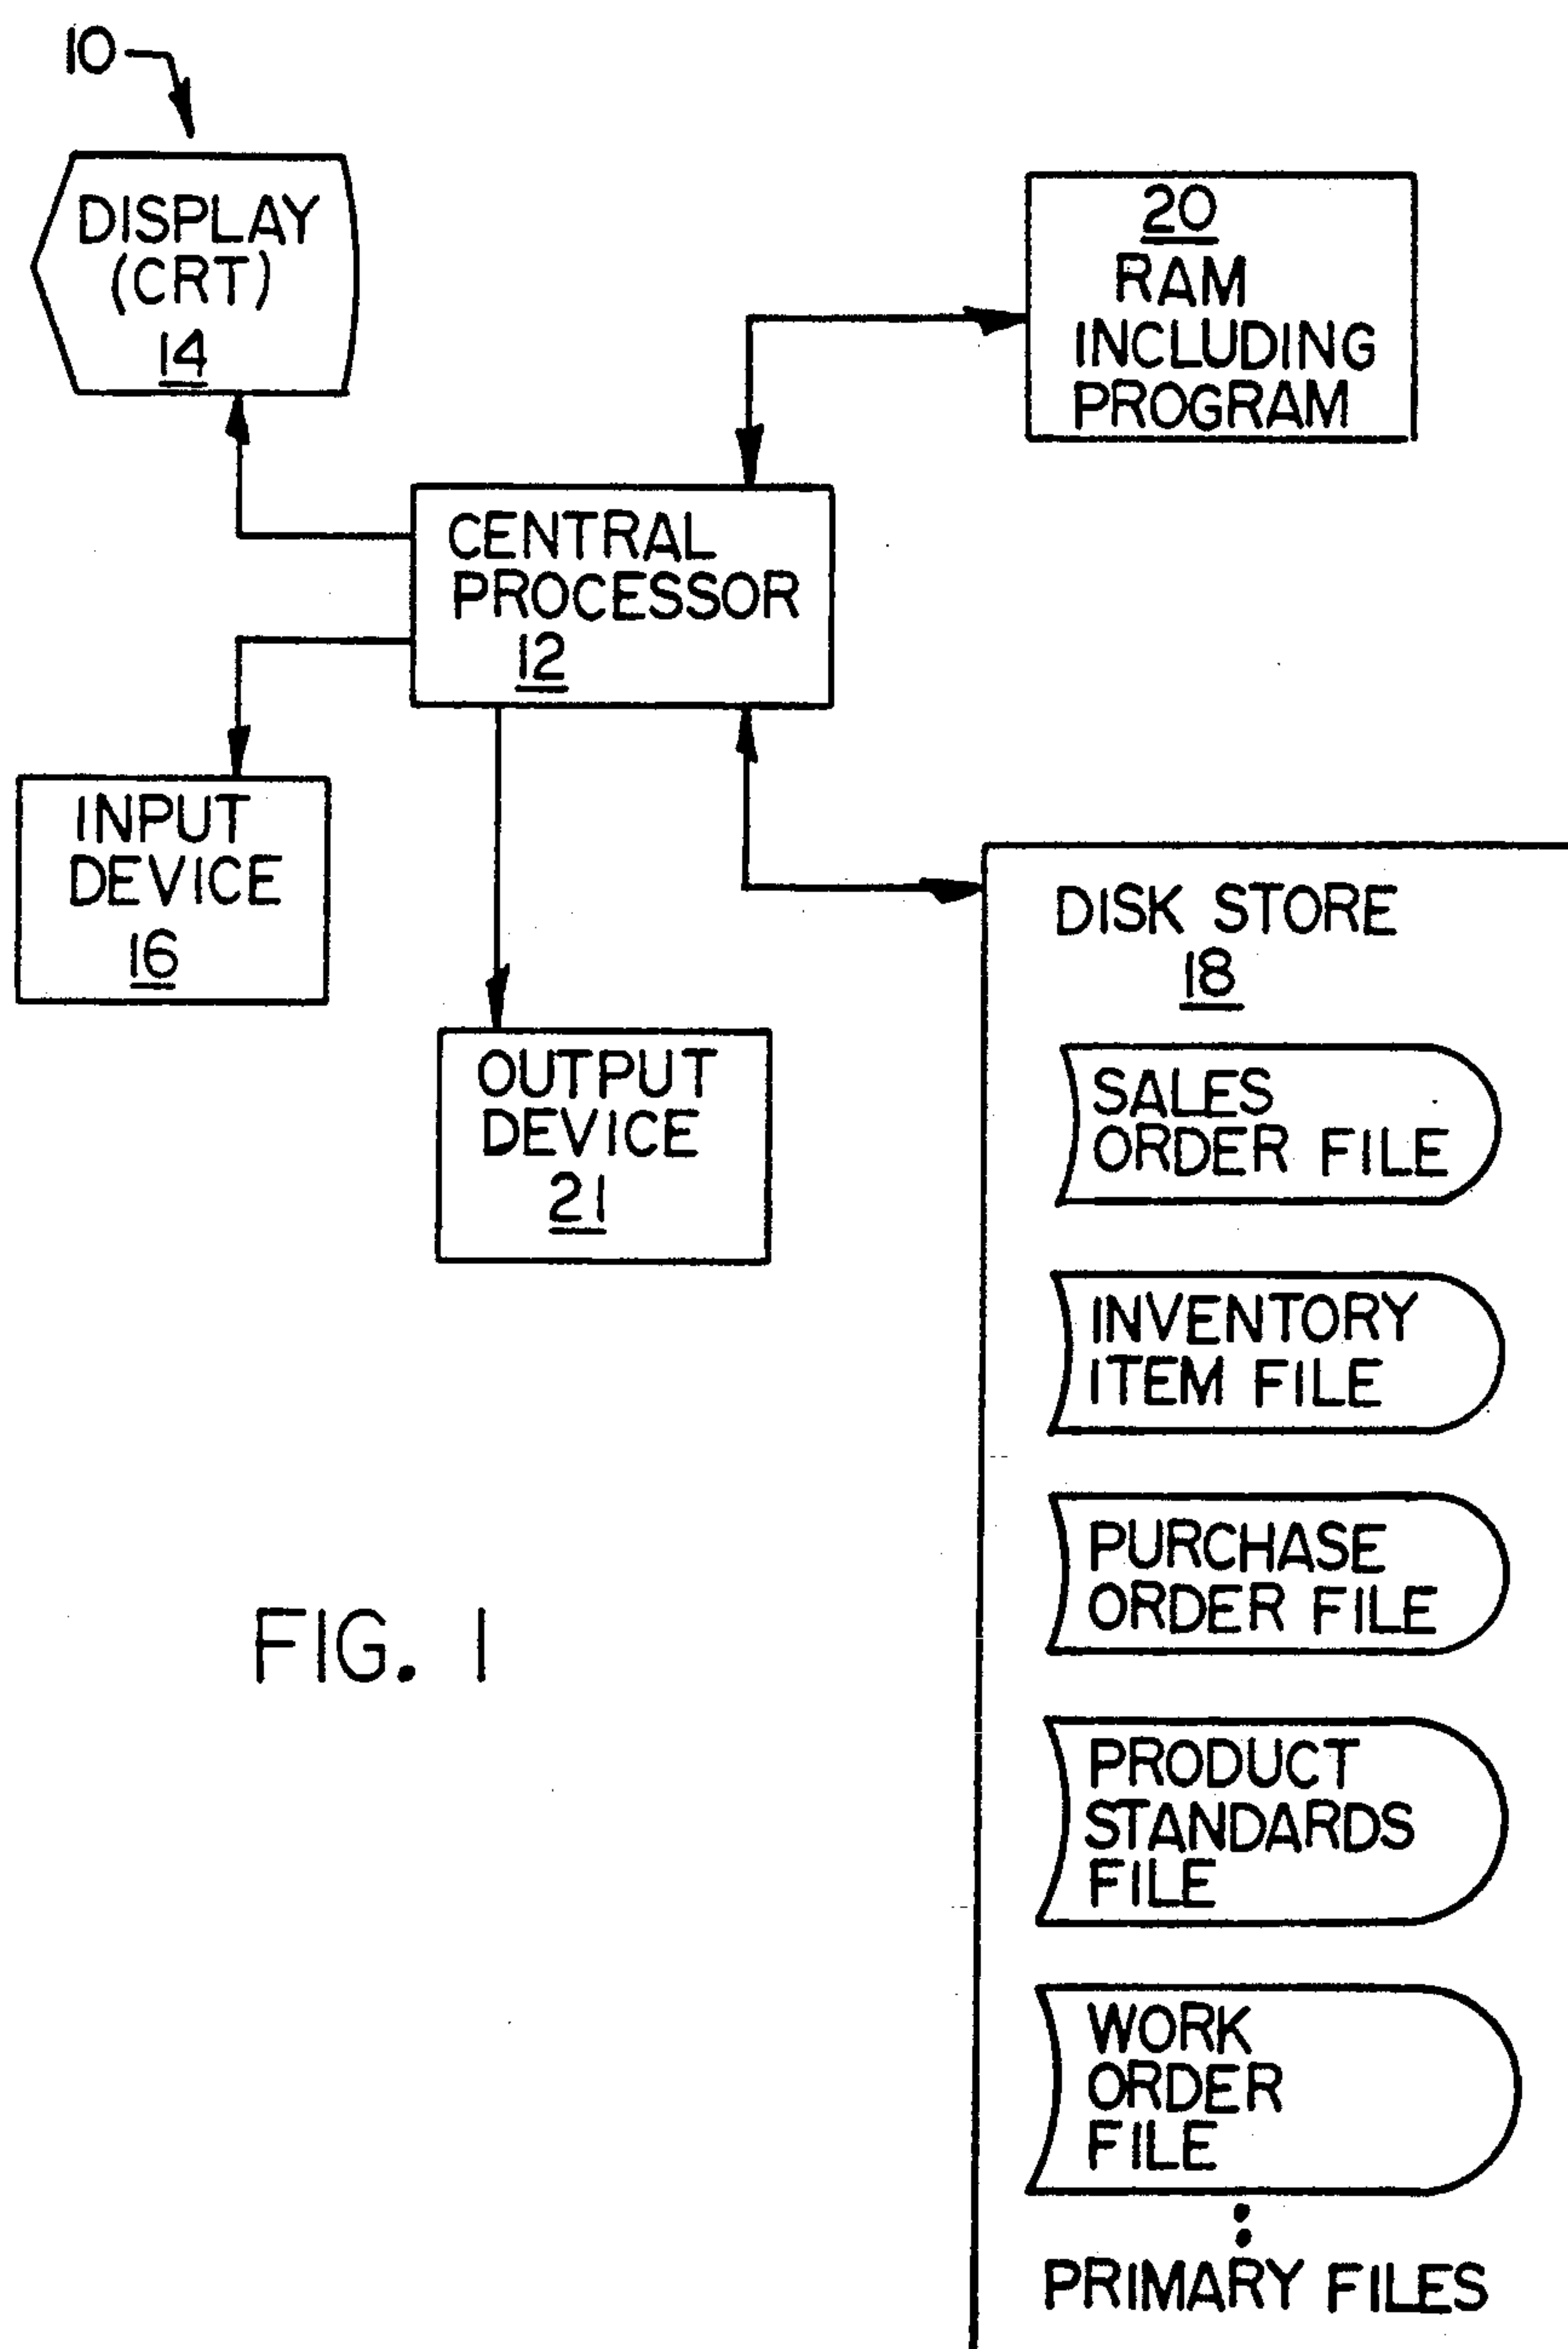 10
DISPLAY
(CRT)
14
20
RAM
INCLUDING
PROGRAM
CENTRAL
PROCESSOR
12
INPUT
DEVICE
16
OUTPUT
DEVICE
21
DISK STORE
18
SALES
ORDER FILE
INVENTORY
ITEM FILE
PURCHASE
ORDER FILE
PRODUCT
STANDARDS
FILE
WORK
ORDER
FILE
PRIMARY FILES
FIG. 1